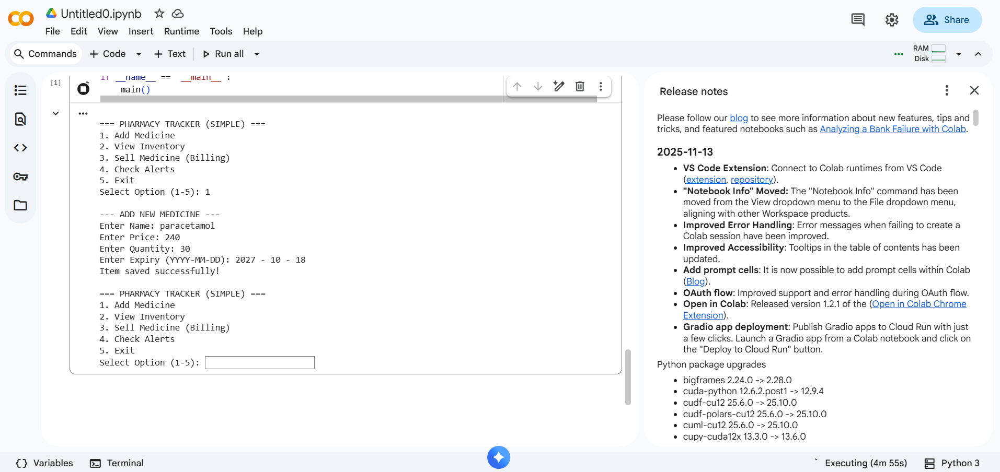 Untitled0.ipynb
File Edit View Insert Runtime Tools Help
Share
Commands + Code + Text Run all
RAM
Disk
[1]
if __name__ == "__main__":
main()
=== PHARMACY TRACKER (SIMPLE) ===
1. Add Medicine
2. View Inventory
3. Sell Medicine (Billing)
4. Check Alerts
5. Exit
Select Option (1-5): 1
--- ADD NEW MEDICINE ---
Enter Name: paracetamol
Enter Price: 240
Enter Quantity: 30
Enter Expiry (YYYY-MM-DD): 2027 - 10 - 18
Item saved successfully!
=== PHARMACY TRACKER (SIMPLE) ===
1. Add Medicine
2. View Inventory
3. Sell Medicine (Billing)
4. Check Alerts
5. Exit
Select Option (1-5):
Release notes
Please follow our blog to see more information about new features, tips and
tricks, and featured notebooks such as Analyzing a Bank Failure with Colab.
2025-11-13
• VS Code Extension: Connect to Colab runtimes from VS Code
(extension, repository).
• "Notebook Info" Moved: The "Notebook Info" command has been
moved from the View dropdown menu to the File dropdown menu,
aligning with other Workspace products.
• Improved Error Handling: Error messages when failing to create a
Colab session have been improved.
• Improved Accessibility: Tooltips in the table of contents has been
updated.
• Add prompt cells: It is now possible to add prompt cells within Colab
(Blog).
• OAuth flow: Improved support and error handling during OAuth flow.
• Open in Colab: Released version 1.2.1 of the (Open in Colab Chrome
Extension).
• Gradio app deployment: Publish Gradio apps to Cloud Run with just
a few clicks. Launch a Gradio app from a Colab notebook and click on
the "Deploy to Cloud Run" button.
Python package upgrades
• bigframes 2.24.0 -> 2.28.0
• cuda-python 12.6.2.post1 -> 12.9.4
• cudf-cu12 25.6.0 -> 25.10.0
• cudf-polars-cu12 25.6.0 -> 25.10.0
• cuml-cu12 25.6.0 -> 25.10.0
• cupy-cuda12x 13.3.0 -> 13.6.0
Variables Terminal
Executing (4m 55s) Python 3